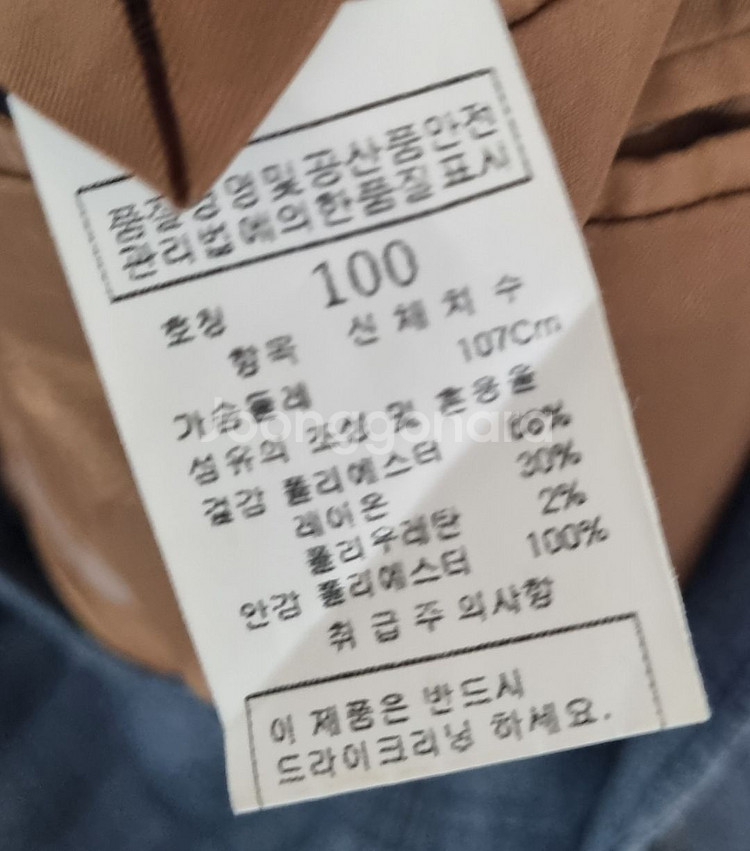 품질경영및공산품안전
관리법에의한품질표시
호칭 100
항목 신체치수
가슴둘레 107Cm
섬유의 조성 및 혼용율
겉감 폴리에스터
레이온 30%
폴리우레탄 2%
안감 폴리에스터 100%
취급주의사항
이 제품은 반드시
드라이크리닝 하세요.
Joonggonara